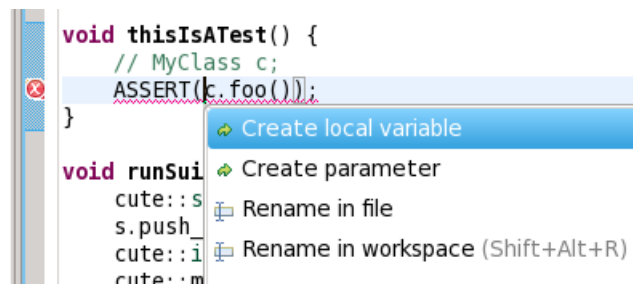 void thisIsATest() {
// MyClass c;
ASSERT(c.foo());
}
Create local variable
Create parameter
void runSui
Rename in file
cute::s
s.push_
Rename in workspace (Shift+Alt+R)
cute::i
cute::m